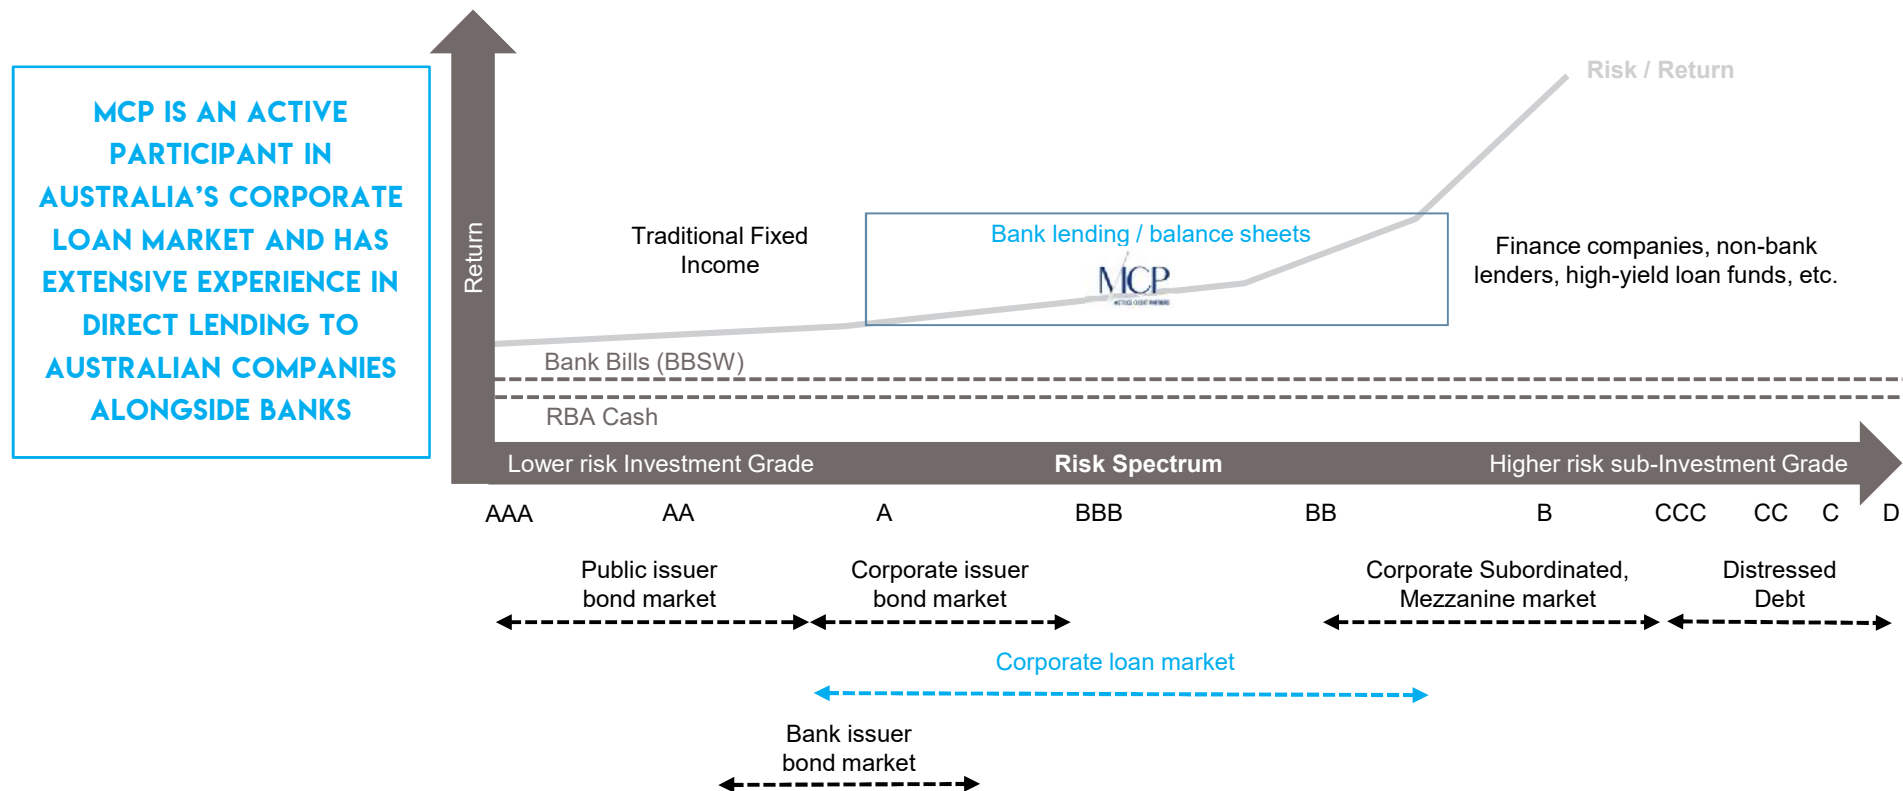 MCP IS AN ACTIVE
PARTICIPANT IN
AUSTRALIA'S CORPORATE
LOAN MARKET AND HAS
EXTENSIVE EXPERIENCE IN
DIRECT LENDING TO
AUSTRALIAN COMPANIES
ALONGSIDE BANKS
Return
Risk / Return
Traditional Fixed
Income
Bank lending / balance sheets
MCP
METRICS CREDIT PARTNERS
Finance companies, non-bank
lenders, high-yield loan funds, etc.
Bank Bills (BBSW)
RBA Cash
Lower risk Investment Grade
Risk Spectrum
Higher risk sub-Investment Grade
AAA AA A BBB BB B CCC CC C D
Public issuer
bond market
Corporate issuer
bond market
Corporate Subordinated,
Mezzanine market
Distressed
Debt
Corporate loan market
Bank issuer
bond market